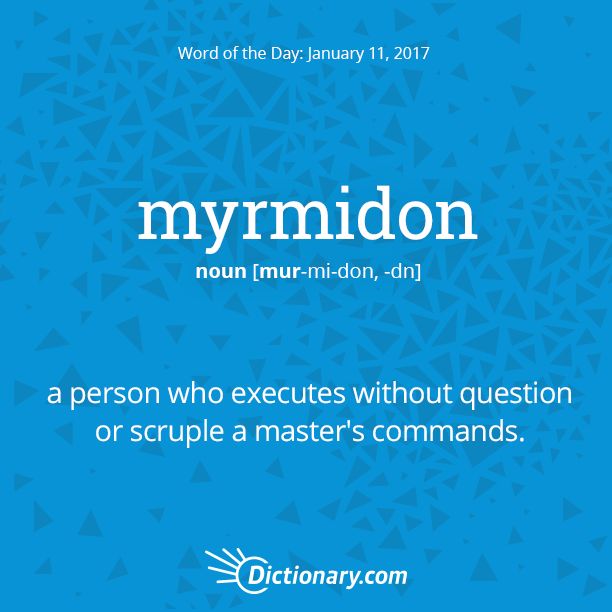 Word of the Day: January 11, 2017
myrmidon
noun [mur-mi-don, -dn]
a person who executes without question
or scruple a master's commands.
Dictionary.com